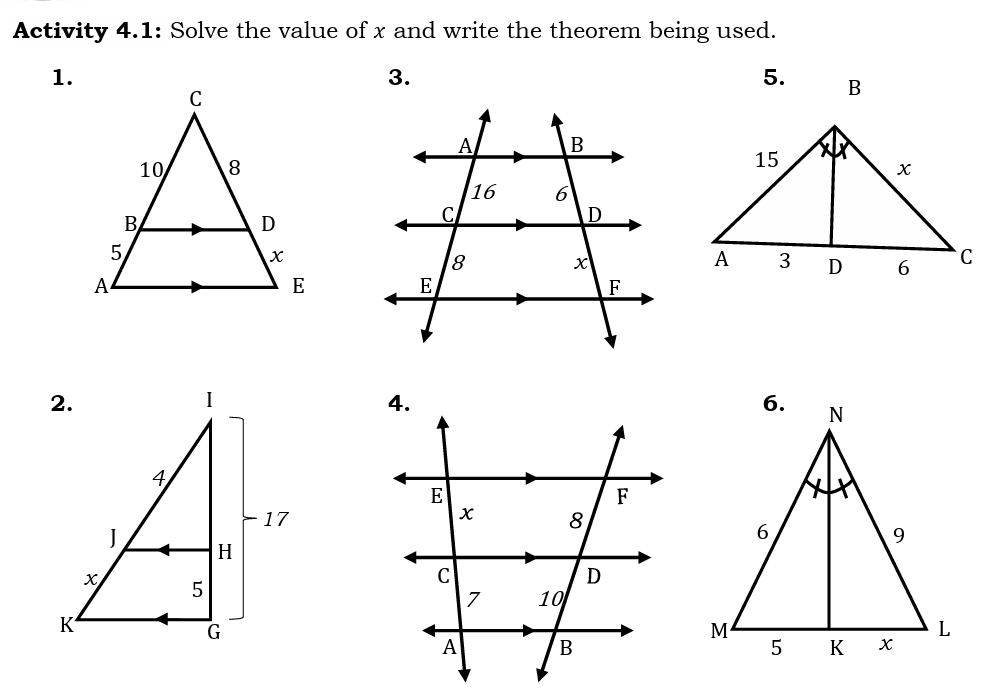 Activity 4.1: Solve the value of x and write the theorem being used.
1.
C
10
8
B
D
5
x
A
E
3.
A
B
16
6
C
D
8
x
E
F
5.
B
15
x
A
3
D
6
C
2.
I
4
17
J
H
x
5
K
G
4.
E
F
x
8
C
D
7
10
A
B
6.
N
6
9
M
L
5
K
x